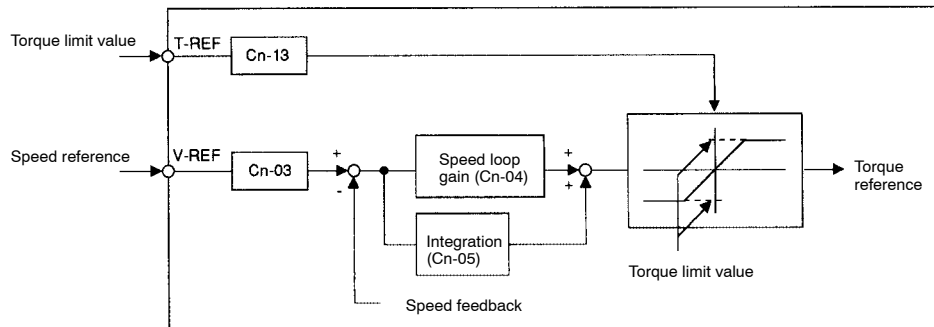 Torque limit value
T-REF
Cn-13
Speed reference
V-REF
Cn-03
+
-
Speed loop
gain (Cn-04)
+
+
Torque
reference
Integration
(Cn-05)
Torque limit value
Speed feedback